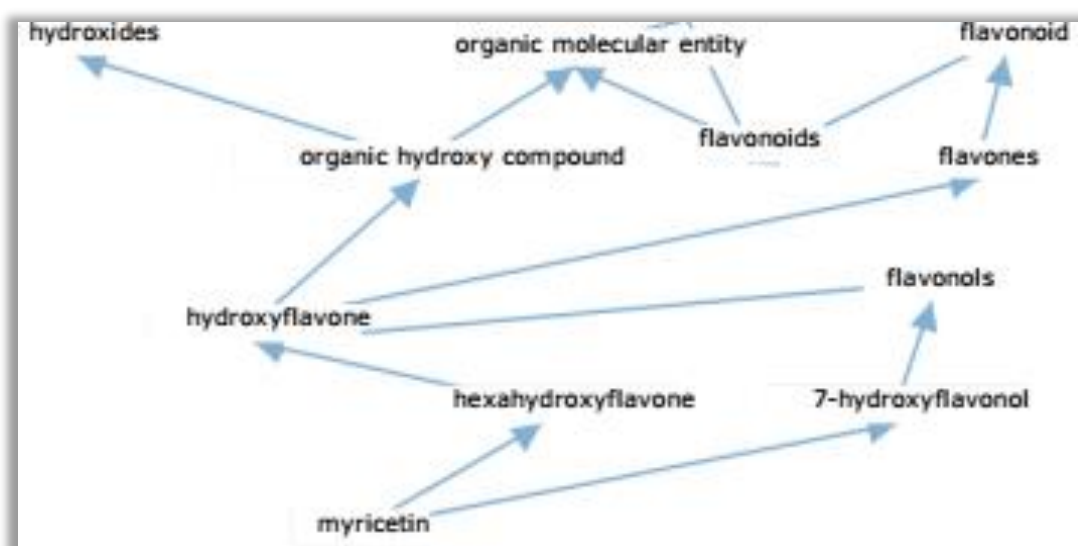 hydroxides
organic molecular entity
flavonoid
flavonoids
organic hydroxy compound
flavones
flavonols
hydroxyflavone
hexahydroxyflavone
7-hydroxyflavonol
myricetin